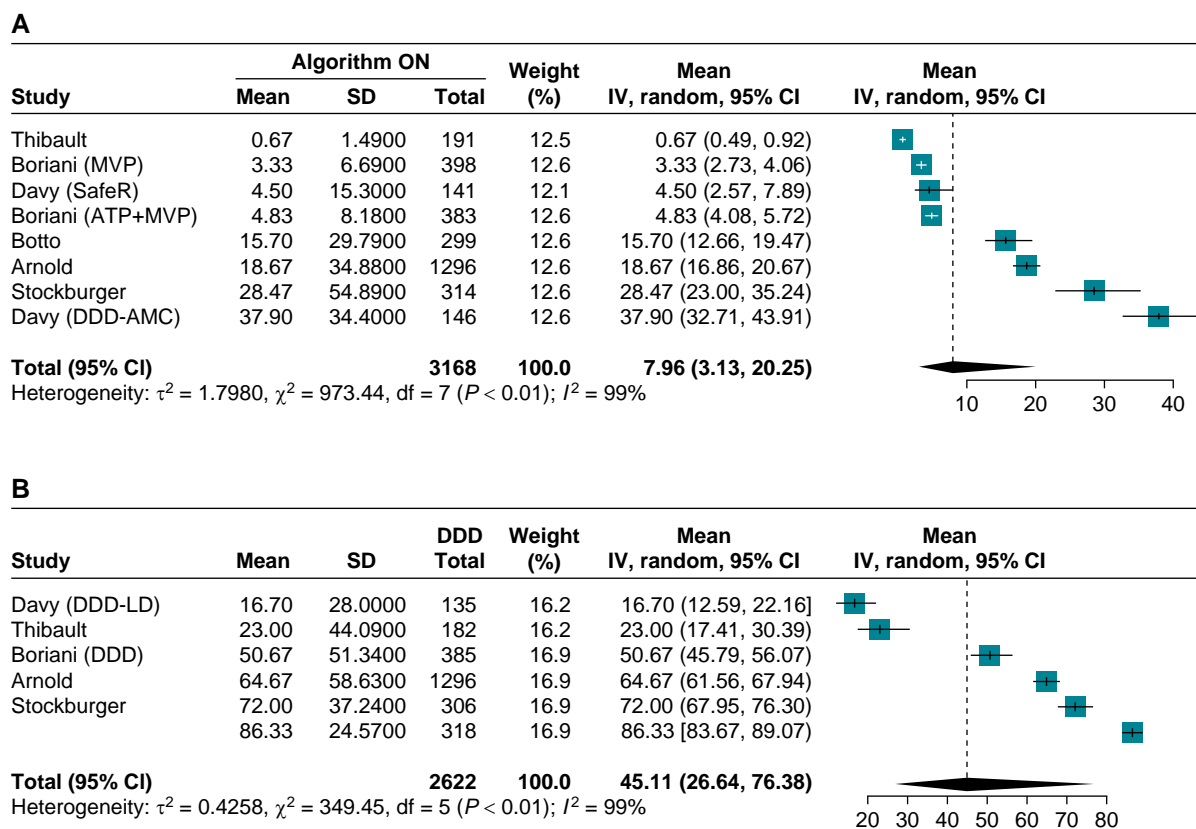 A
Algorithm ON Weight Mean Mean
Study Mean SD Total (%) IV, random, 95% CI IV, random, 95% CI
Thibault 0.67 1.4900 191 12.5 0.67 (0.49, 0.92)
Boriani (MVP) 3.33 6.6900 398 12.6 3.33 (2.73, 4.06)
Davy (SafeR) 4.50 15.3000 141 12.1 4.50 (2.57, 7.89)
Boriani (ATP+MVP) 4.83 8.1800 383 12.6 4.83 (4.08, 5.72)
Botto 15.70 29.7900 299 12.6 15.70 (12.66, 19.47)
Arnold 18.67 34.8800 1296 12.6 18.67 (16.86, 20.67)
Stockburger 28.47 54.8900 314 12.6 28.47 (23.00, 35.24)
Davy (DDD-AMC) 37.90 34.4000 146 12.6 37.90 (32.71, 43.91)
Total (95% CI) 3168 100.0 7.96 (3.13, 20.25)
Heterogeneity: τ² = 1.7980, χ² = 973.44, df = 7 (P < 0.01); I² = 99%
10 20 30 40
B
DDD Weight Mean Mean
Study Mean SD Total (%) IV, random, 95% CI IV, random, 95% CI
Davy (DDD-LD) 16.70 28.0000 135 16.2 16.70 (12.59, 22.16]
Thibault 23.00 44.0900 182 16.2 23.00 (17.41, 30.39)
Boriani (DDD) 50.67 51.3400 385 16.9 50.67 (45.79, 56.07)
Arnold 64.67 58.6300 1296 16.9 64.67 (61.56, 67.94)
Stockburger 72.00 37.2400 306 16.9 72.00 (67.95, 76.30)
86.33 24.5700 318 16.9 86.33 [83.67, 89.07)
Total (95% CI) 2622 100.0 45.11 (26.64, 76.38)
Heterogeneity: τ² = 0.4258, χ² = 349.45, df = 5 (P < 0.01); I² = 99%
20 30 40 50 60 70 80